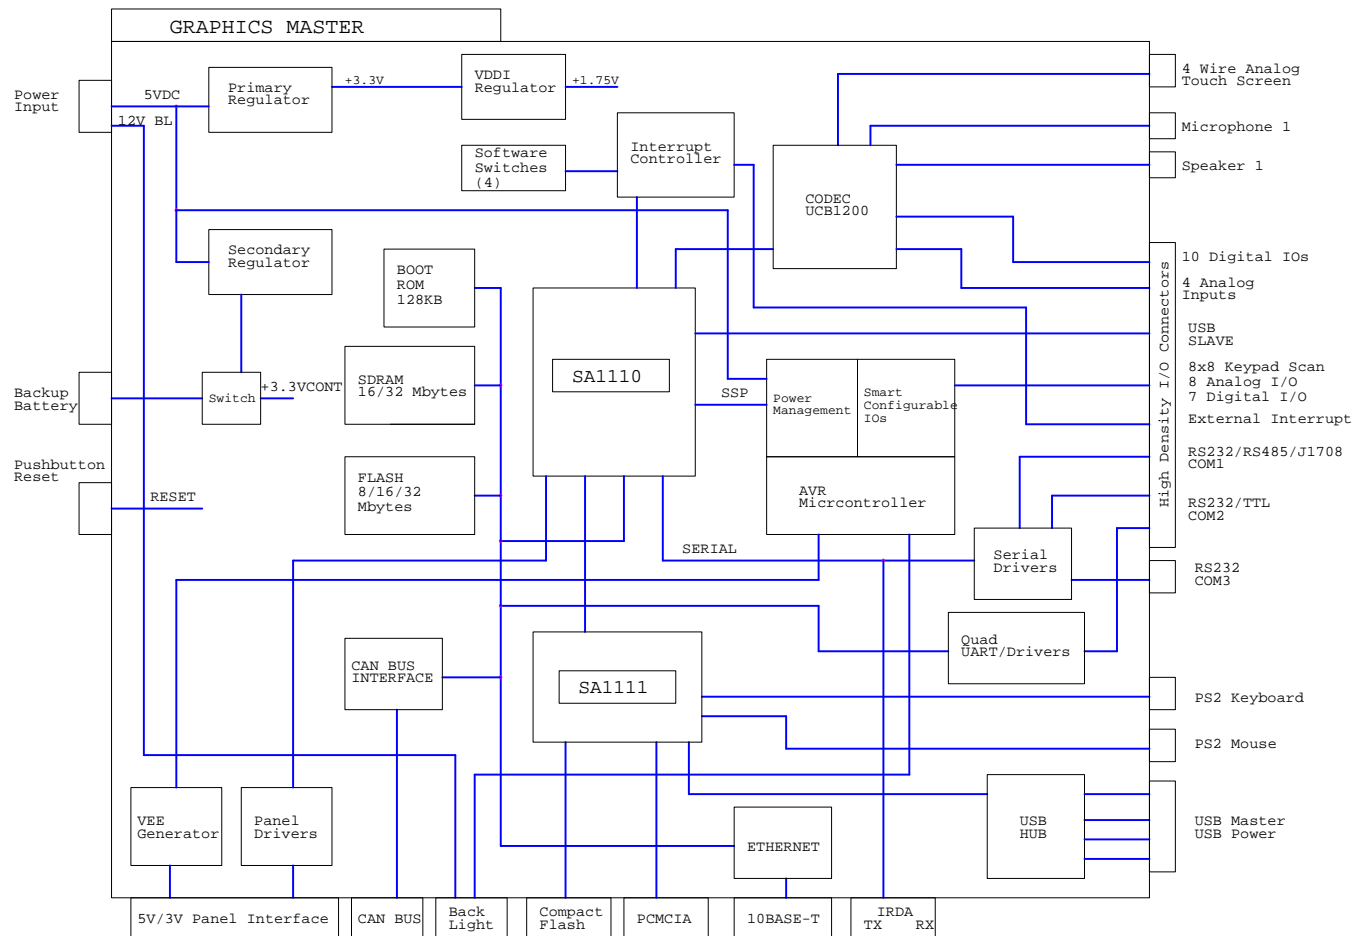 GRAPHICS MASTER
Power
Input
5VDC
12V BL
Primary
Regulator
+3.3V
VDDI
Regulator
+1.75V
4 Wire Analog
Touch Screen
Microphone 1
Speaker 1
Software
Switches
(4)
Interrupt
Controller
CODEC
UCB1200
Secondary
Regulator
BOOT
ROM
128KB
10 Digital IOs
4 Analog
Inputs
High Density I/O Connectors
USB
SLAVE
SA1110
SDRAM
16/32 Mbytes
8x8 Keypad Scan
8 Analog I/O
7 Digital I/O
Backup
Battery
Switch
+3.3VCONT
SSP
Power
Management
Smart
Configurable
IOs
External Interrupt
Pushbutton
Reset
RESET
FLASH
8/16/32
Mbytes
AVR
Micrcontroller
RS232/RS485/J1708
COM1
RS232/TTL
COM2
SERIAL
Serial
Drivers
RS232
COM3
CAN BUS
INTERFACE
SA1111
Quad
UART/Drivers
PS2 Keyboard
PS2 Mouse
VEE
Generator
Panel
Drivers
ETHERNET
USB
HUB
USB Master
USB Power
5V/3V Panel Interface
CAN BUS
Back
Light
Compact
Flash
PCMCIA
10BASE-T
IRDA
TX RX